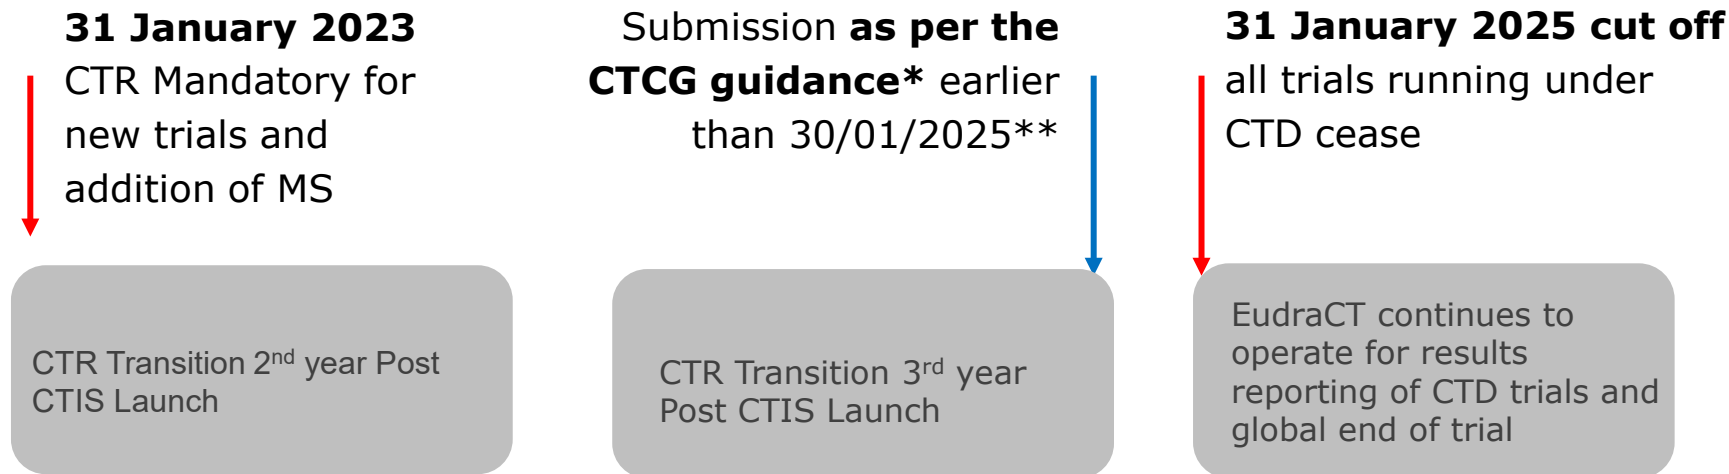 31 January 2023
CTR Mandatory for
new trials and
addition of MS
Submission as per the
CTCG guidance* earlier
than 30/01/2025**
31 January 2025 cut off
all trials running under
CTD cease
CTR Transition 2nd year Post
CTIS Launch
CTR Transition 3rd year
Post CTIS Launch
EudraCT continues to
operate for results
reporting of CTD trials and
global end of trial